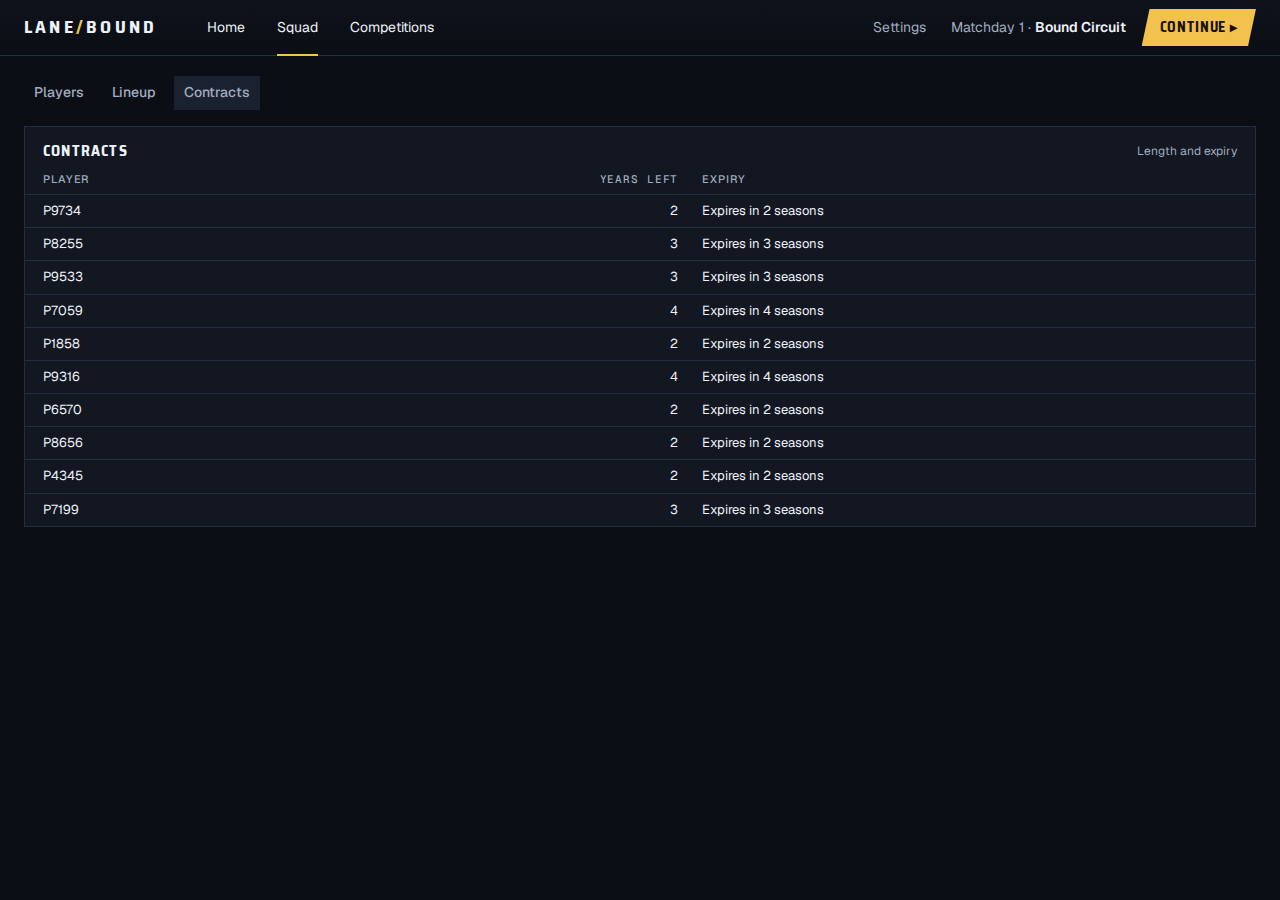 LANE/BOUND Home Squad Competitions Settings Matchday 1 · Bound Circuit CONTINUE ▸
Players Lineup Contracts
CONTRACTS Length and expiry
PLAYER YEARS LEFT EXPIRY
P9734 2 Expires in 2 seasons
P8255 3 Expires in 3 seasons
P9533 3 Expires in 3 seasons
P7059 4 Expires in 4 seasons
P1858 2 Expires in 2 seasons
P9316 4 Expires in 4 seasons
P6570 2 Expires in 2 seasons
P8656 2 Expires in 2 seasons
P4345 2 Expires in 2 seasons
P7199 3 Expires in 3 seasons